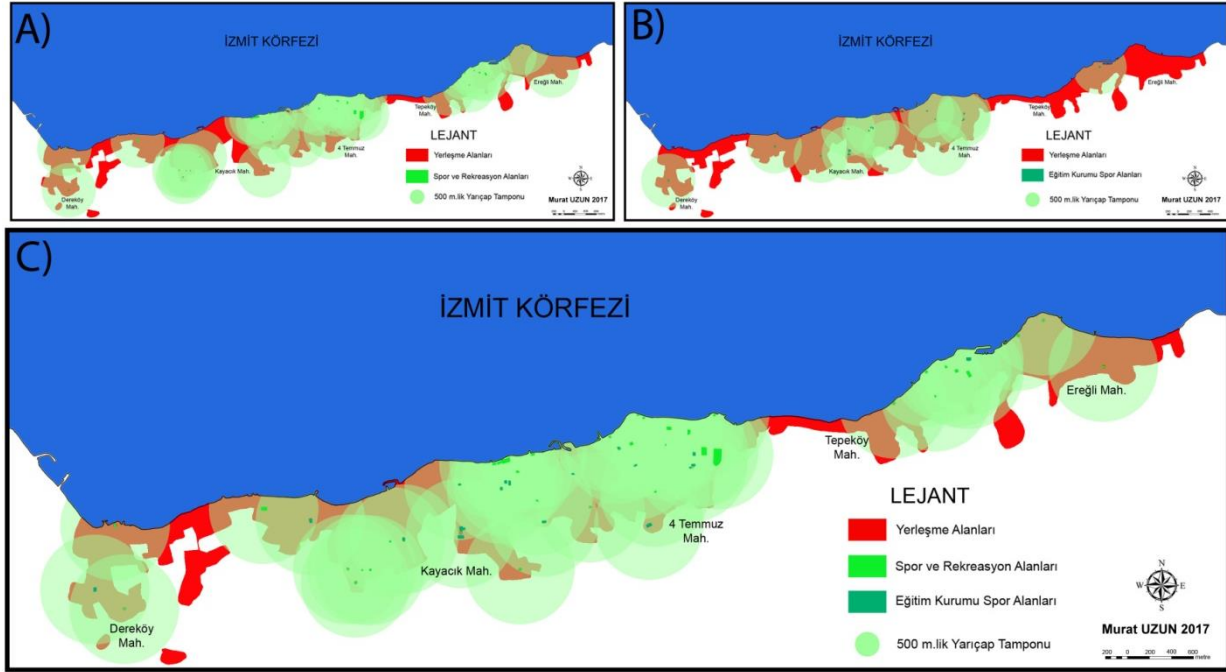 A)
İZMİT KÖRFEZİ
Ereğli Mah.
Tepeköy
Mah.
4 Temmuz
Mah.
Kayacık Mah.
Dereköy
Mah.
LEJANT
Yerleşme Alanları
Spor ve Rekreasyon Alanları
500 m.lik Yarıçap Tamponu
Murat UZUN 2017
B)
İZMİT KÖRFEZİ
Ereğli Mah.
Tepeköy
Mah.
4 Temmuz
Mah.
Kayacık Mah.
Dereköy
Mah.
LEJANT
Yerleşme Alanları
Eğitim Kurumu Spor Alanları
500 m.lik Yarıçap Tamponu
Murat UZUN 2017
C)
İZMİT KÖRFEZİ
Ereğli Mah.
Tepeköy
Mah.
4 Temmuz
Mah.
Kayacık Mah.
Dereköy
Mah.
LEJANT
Yerleşme Alanları
Spor ve Rekreasyon Alanları
Eğitim Kurumu Spor Alanları
500 m.lik Yarıçap Tamponu
N
W E
S
Murat UZUN 2017
200 0 200 400 600
metre